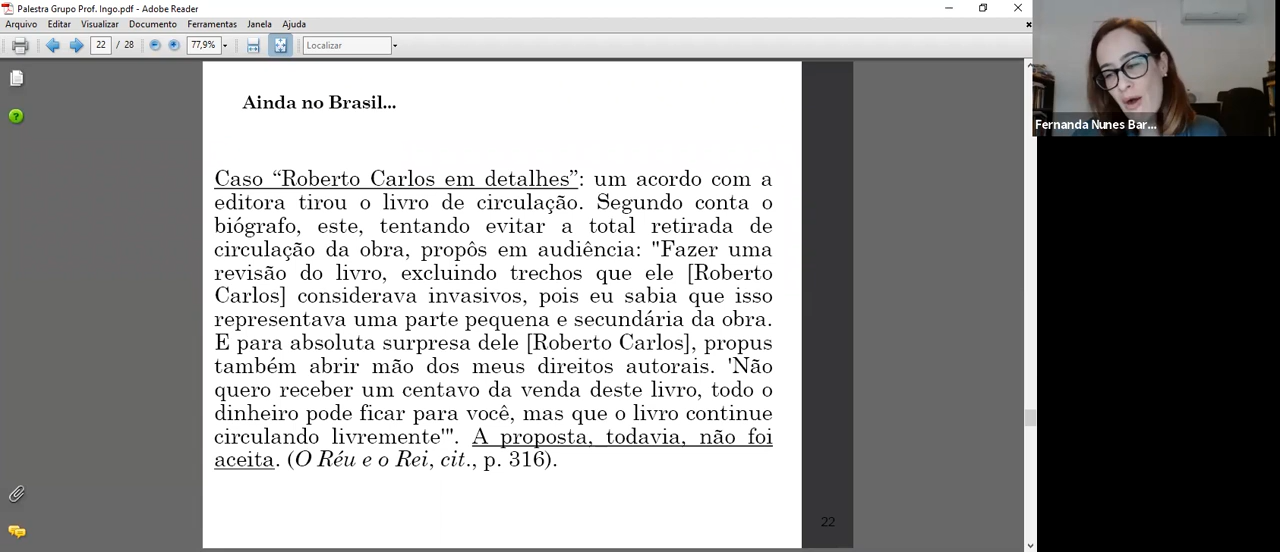 Palestra Grupo Prof. Ingo.pdf - Adobe Reader
Arquivo Editar Visualizar Documento Ferramentas Janela Ajuda
22 / 28 77,9% Localizar
Fernanda Nunes Bar...
Ainda no Brasil...
Caso “Roberto Carlos em detalhes”: um acordo com a
editora tirou o livro de circulação. Segundo conta o
biógrafo, este, tentando evitar a total retirada de
circulação da obra, propôs em audiência: "Fazer uma
revisão do livro, excluindo trechos que ele [Roberto
Carlos] considerava invasivos, pois eu sabia que isso
representava uma parte pequena e secundária da obra.
E para absoluta surpresa dele [Roberto Carlos], propus
também abrir mão dos meus direitos autorais. 'Não
quero receber um centavo da venda deste livro, todo o
dinheiro pode ficar para você, mas que o livro continue
circulando livremente'". A proposta, todavia, não foi
aceita. (O Réu e o Rei, cit., p. 316).
22